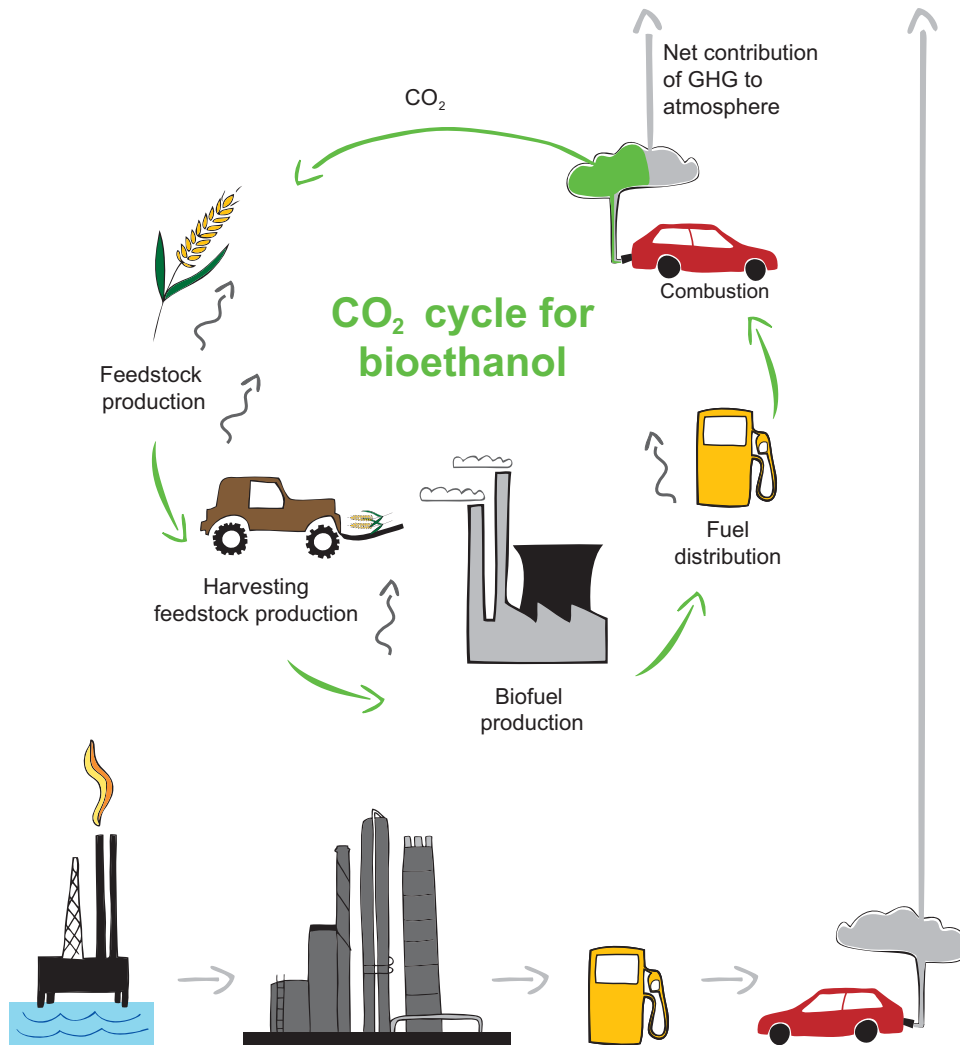 Net contribution
of GHG to
atmosphere
CO₂
Combustion
CO₂ cycle for
bioethanol
Feedstock
production
Fuel
distribution
Harvesting
feedstock production
Biofuel
production